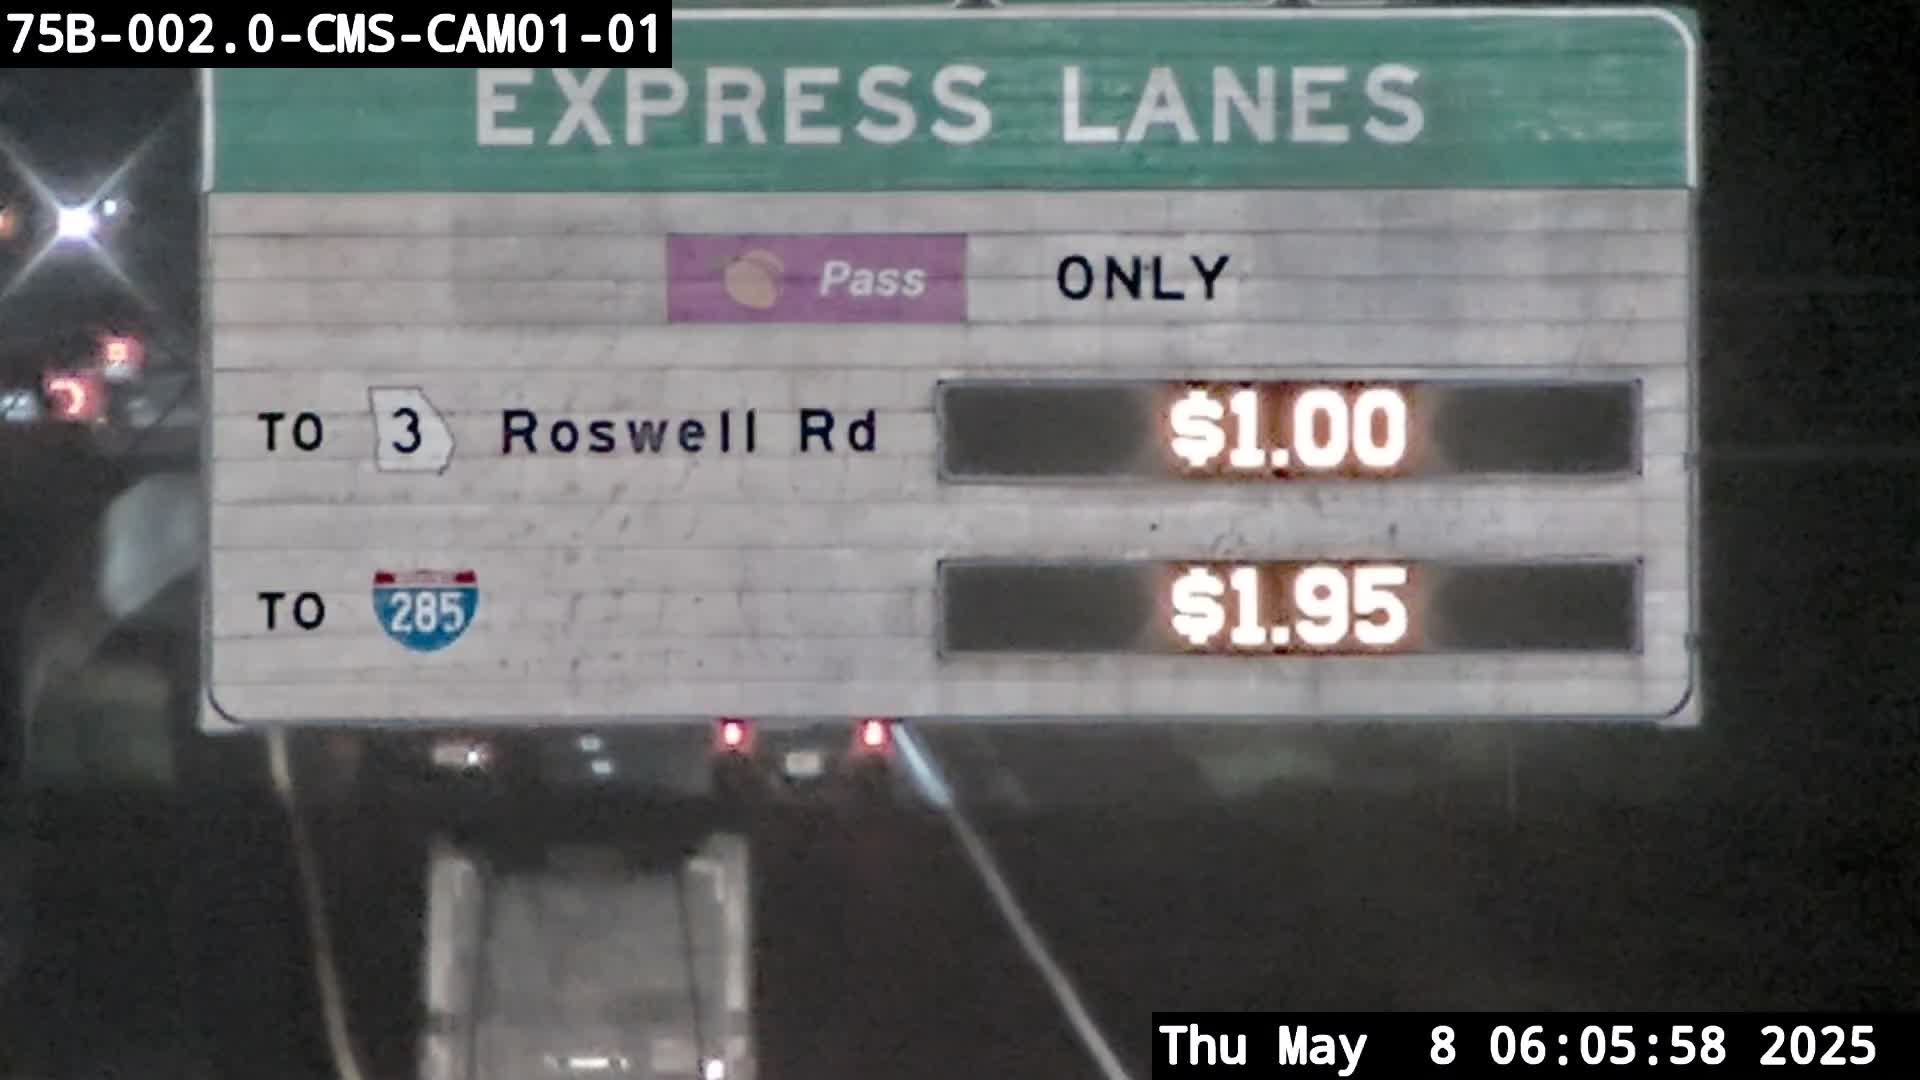 75B-002.0-CMS-CAM01-01
EXPRESS LANES
Pass ONLY
TO 3 Roswell Rd $1.00
TO 285 $1.95
Thu May 8 06:05:58 2025